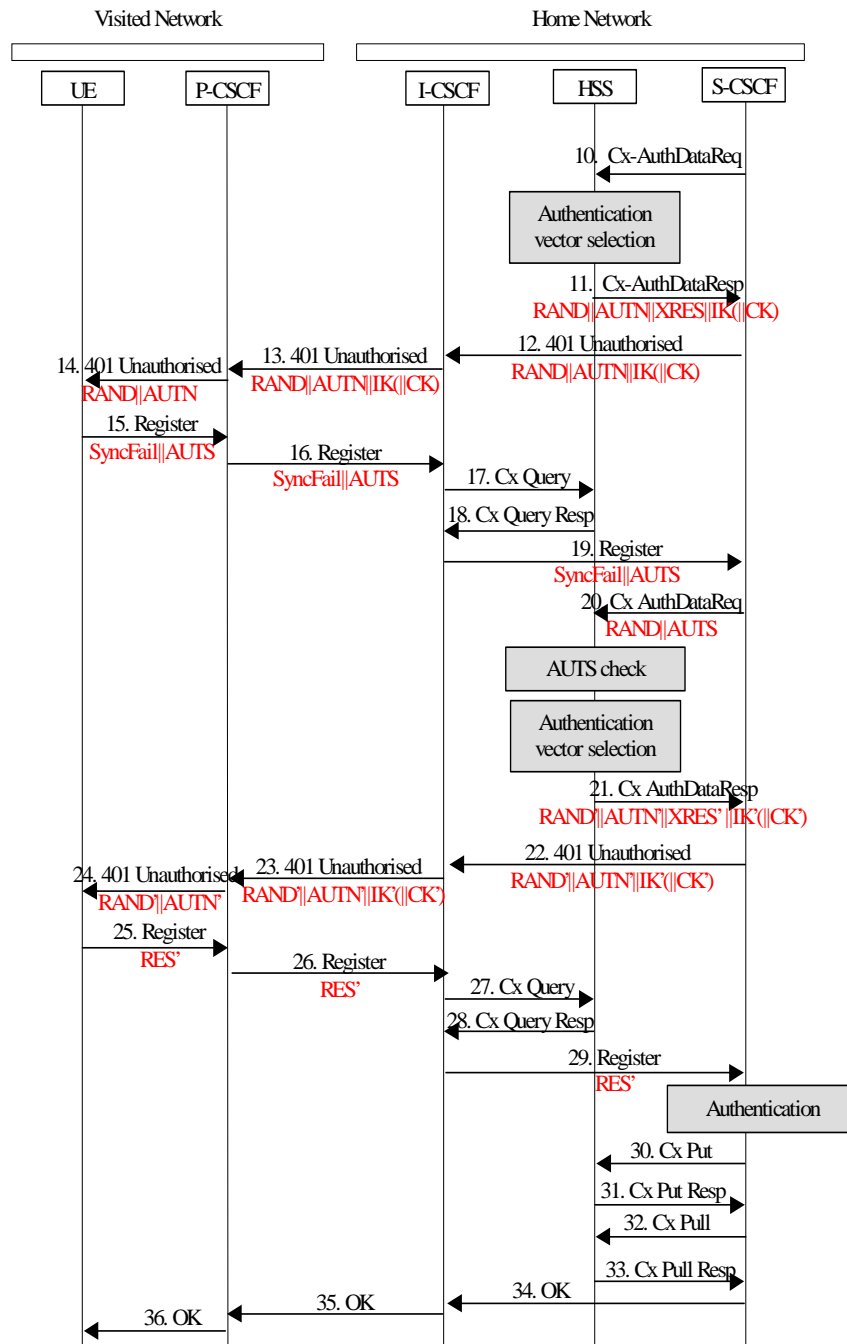 Visited Network
Home Network
UE
P-CSCF
I-CSCF
HSS
S-CSCF
10. Cx-AuthDataReq
Authentication
vector selection
11. Cx-AuthDataResp
RAND||AUTN||XRES||IK(||CK)
12. 401 Unauthorised
RAND||AUTN||IK(||CK)
13. 401 Unauthorised
RAND||AUTN||IK(||CK)
14. 401 Unauthorised
RAND||AUTN
15. Register
SyncFail||AUTS
16. Register
SyncFail||AUTS
17. Cx Query
18. Cx Query Resp
19. Register
SyncFail||AUTS
20. Cx AuthDataReq
RAND||AUTS
AUTS check
Authentication
vector selection
21. Cx AuthDataResp
RAND'||AUTN'||XRES' ||IK'(||CK')
22. 401 Unauthorised
RAND'||AUTN'||IK'(||CK')
23. 401 Unauthorised
RAND'||AUTN'||IK'(||CK')
24. 401 Unauthorised
RAND'||AUTN'
25. Register
RES'
26. Register
RES'
27. Cx Query
28. Cx Query Resp
29. Register
RES'
Authentication
30. Cx Put
31. Cx Put Resp
32. Cx Pull
33. Cx Pull Resp
34. OK
35. OK
36. OK